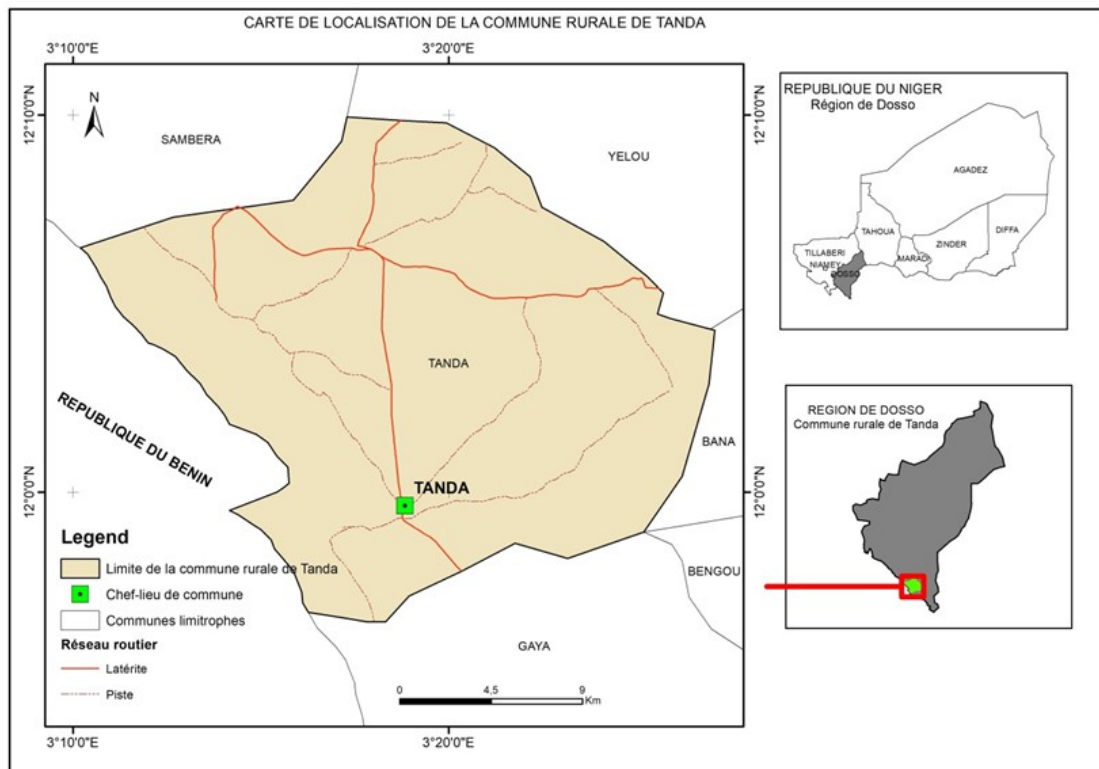 CARTE DE LOCALISATION DE LA COMMUNE RURALE DE TANDA
3°10'0"E
3°20'0"E
12°10'0"N
12°10'0"N
N
SAMBERA
YELOU
TANDA
REPUBLIQUE DU BENIN
BANA
TANDA
12°0'0"N
12°0'0"N
BENGOU
GAYA
Legend
Limite de la commune rurale de Tanda
Chef-lieu de commune
Communes limitrophes
Réseau routier
Latérite
Piste
0 4,5 9
Km
3°10'0"E
3°20'0"E
REPUBLIQUE DU NIGER
Région de Dosso
AGADEZ
TAHOUA
DIFFA
ZINDER
TILLABERI
MARADI
NIAMEY
DOSSO
REGION DE DOSSO
Commune rurale de Tanda